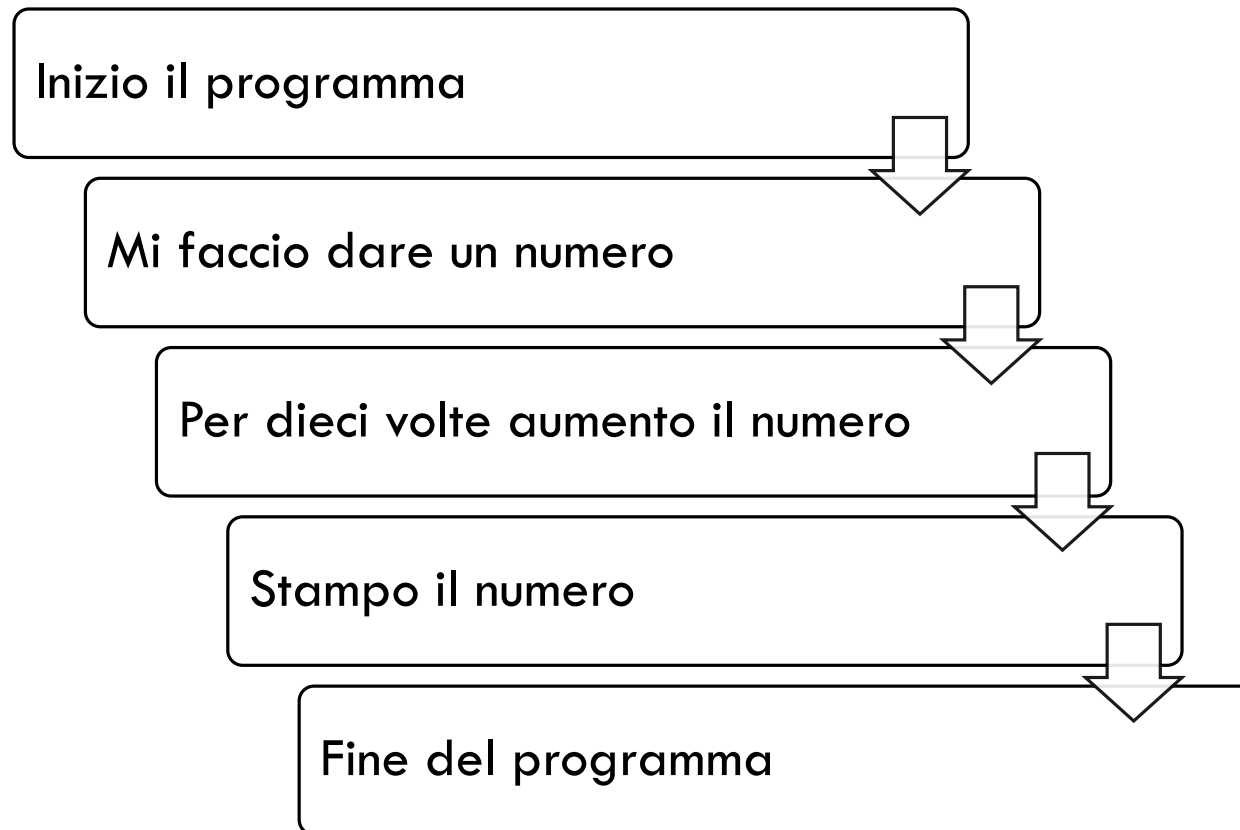 Inizio il programma
Mi faccio dare un numero
Per dieci volte aumento il numero
Stampo il numero
Fine del programma